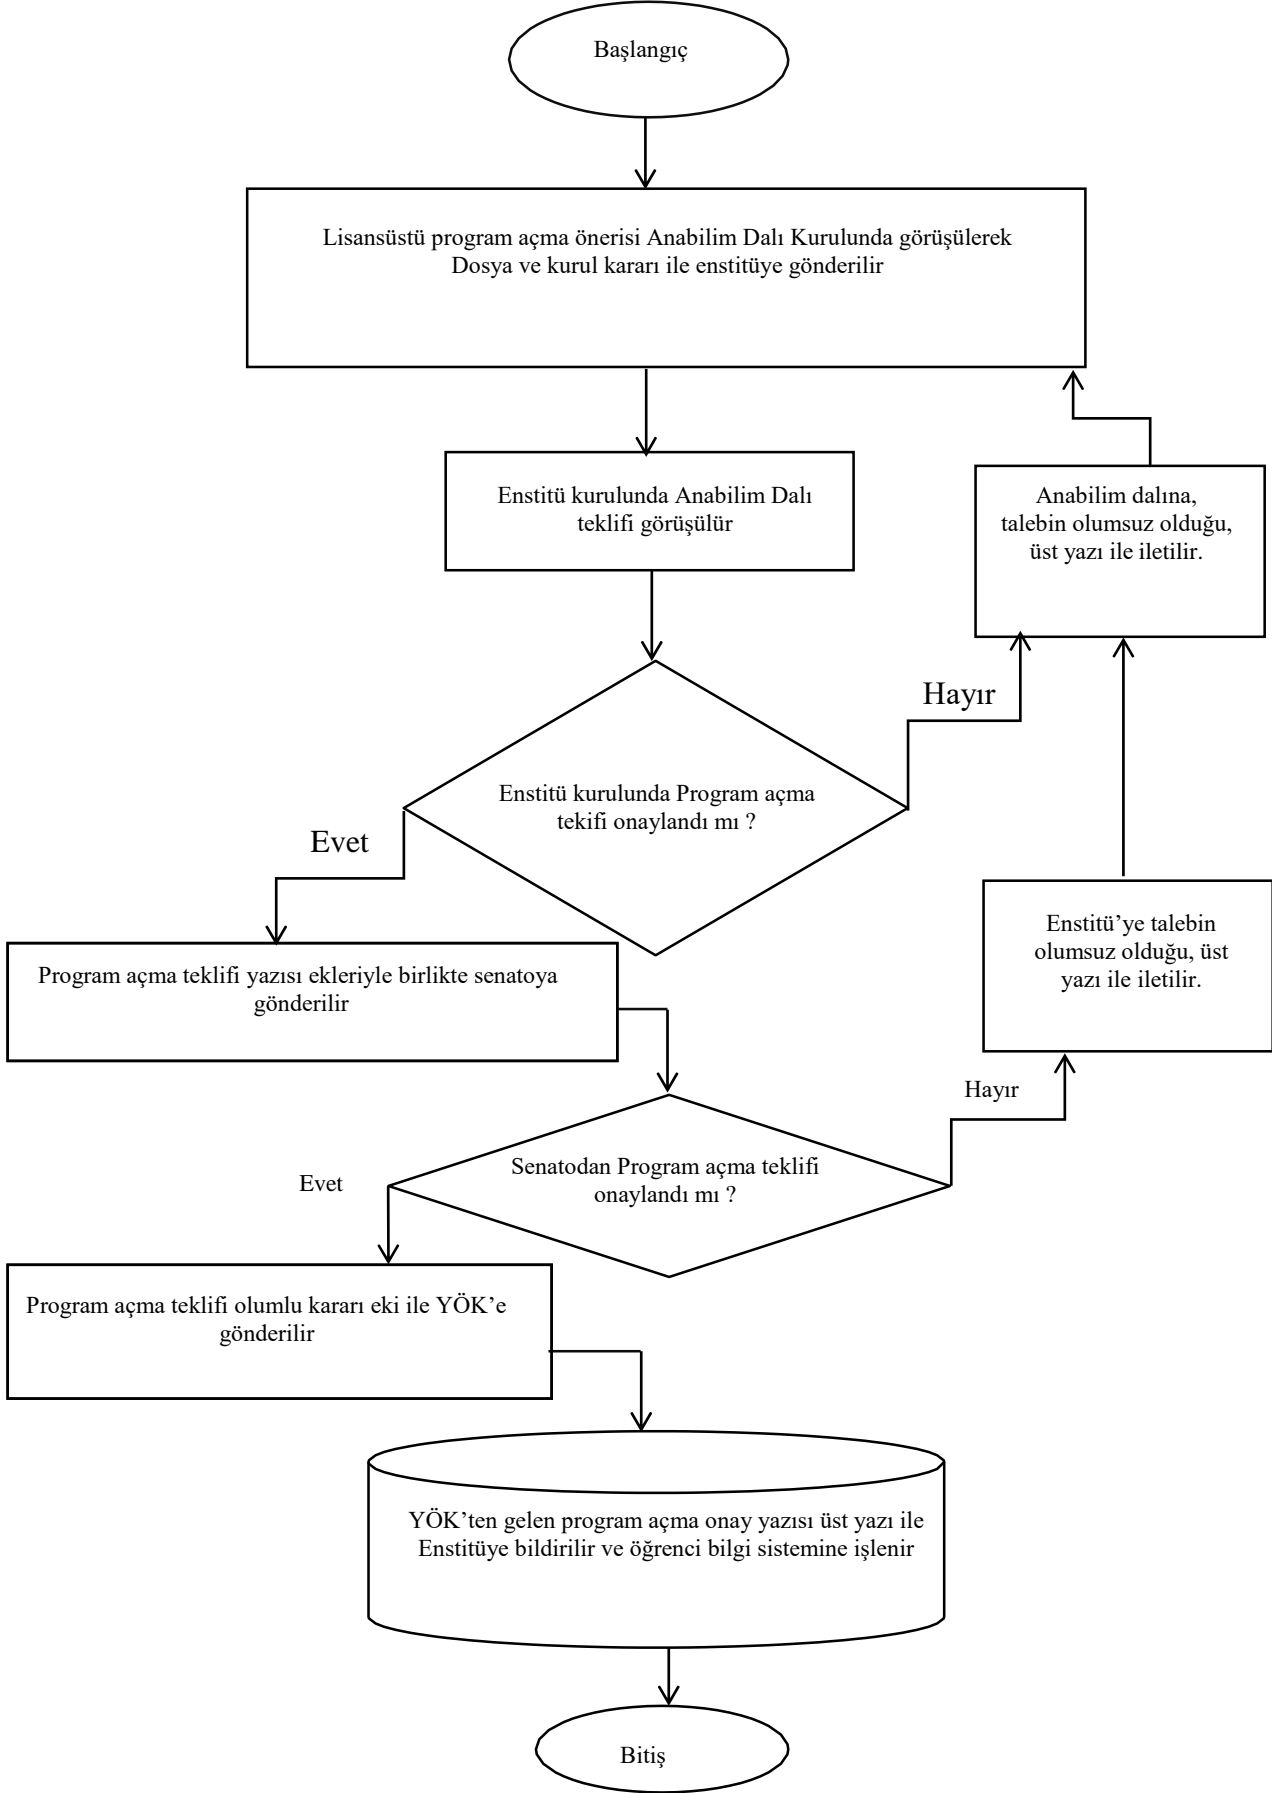 Başlangıç
Lisansüstü program açma önerisi Anabilim Dalı Kurulunda görüşülerek
Dosya ve kurul kararı ile enstitüye gönderilir
Enstitü kurulunda Anabilim Dalı
teklifi görüşülür
Anabilim dalına,
talebin olumsuz olduğu,
üst yazı ile iletilir.
Hayır
Enstitü kurulunda Program açma
tekifi onaylandı mı ?
Evet
Enstitü’ye talebin
olumsuz olduğu, üst
yazı ile iletilir.
Program açma teklifi yazısı ekleriyle birlikte senatoya
gönderilir
Hayır
Senatodan Program açma teklifi
onaylandı mı ?
Evet
Program açma teklifi olumlu kararı eki ile YÖK’e
gönderilir
YÖK’ten gelen program açma onay yazısı üst yazı ile
Enstitüye bildirilir ve öğrenci bilgi sistemine işlenir
Bitiş